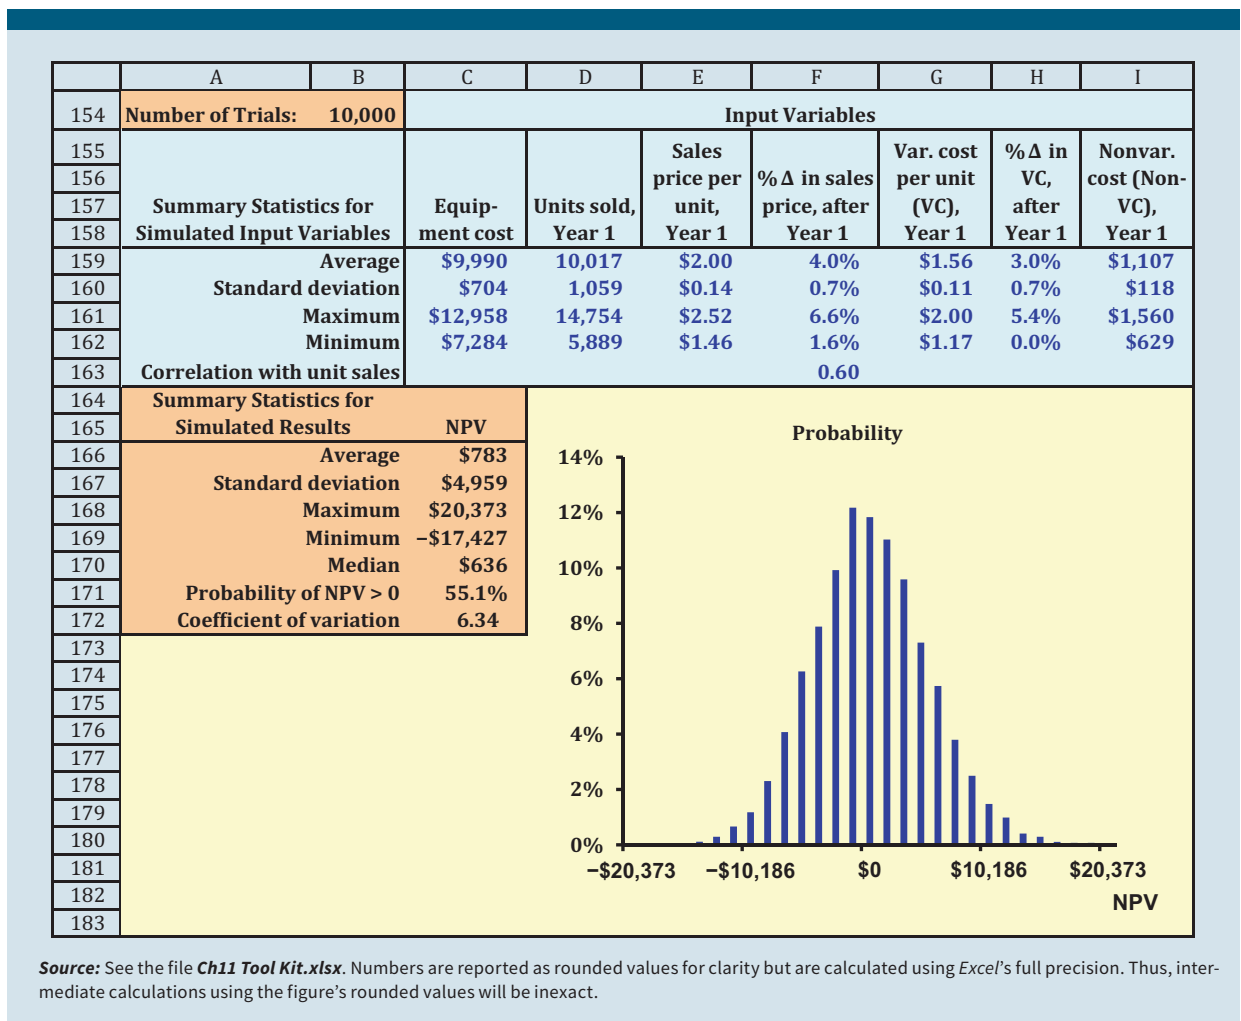 A B C D E F G H I
154 Number of Trials: 10,000 Input Variables
155 Sales Var. cost % Δ in Nonvar.
156 price per % Δ in sales per unit VC, cost (Non-
157 Summary Statistics for Equip- Units sold, unit, price, after (VC), after VC),
158 Simulated Input Variables ment cost Year 1 Year 1 Year 1 Year 1 Year 1 Year 1
159 Average $9,990 10,017 $2.00 4.0% $1.56 3.0% $1,107
160 Standard deviation $704 1,059 $0.14 0.7% $0.11 0.7% $118
161 Maximum $12,958 14,754 $2.52 6.6% $2.00 5.4% $1,560
162 Minimum $7,284 5,889 $1.46 1.6% $1.17 0.0% $629
163 Correlation with unit sales 0.60
164 Summary Statistics for
165 Simulated Results NPV
166 Average $783
167 Standard deviation $4,959
168 Maximum $20,373
169 Minimum −$17,427
170 Median $636
171 Probability of NPV > 0 55.1%
172 Coefficient of variation 6.34
173
174
175
176
177
178
179
180
181
182
183
Probability
14%
12%
10%
8%
6%
4%
2%
0%
−$20,373 −$10,186 $0 $10,186 $20,373
NPV
Source: See the file Ch11 Tool Kit.xlsx. Numbers are reported as rounded values for clarity but are calculated using Excel’s full precision. Thus, inter-
mediate calculations using the figure’s rounded values will be inexact.